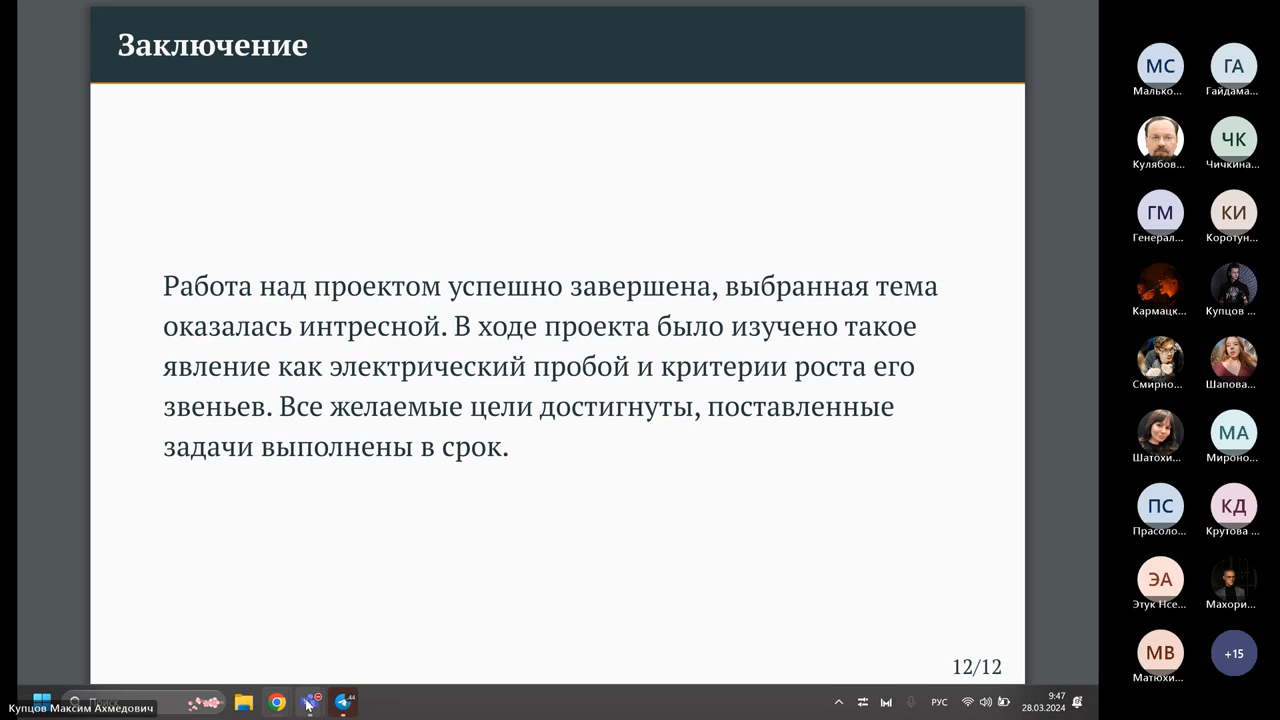 Заключение
Работа над проектом успешно завершена, выбранная тема
оказалась интресной. В ходе проекта было изучено такое
явление как электрический пробой и критерии роста его
звеньев. Все желаемые цели достигнуты, поставленные
задачи выполнены в срок.
12/12
МС ГА
Малько... Гайдама...
ЧК
Кулябов... Чичкина...
ГМ КИ
Генерал... Коротун...
Кармацк... Купцов ...
Смирно... Шапова...
МА
Шатохи... Мироно...
ПС КД
Прасоло... Крутова ...
ЭА
Этук Нсе... Махори...
МВ +15
Матюхи...
Поиск
44
РУС
9:47
28.03.2024
Купцов Максим Ахмедович